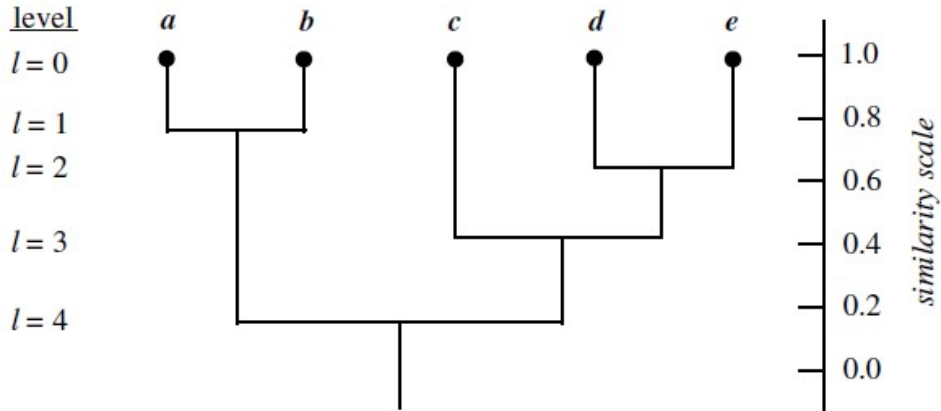 level a b c d e
l = 0 1.0
l = 1 0.8
l = 2 0.6
l = 3 0.4
l = 4 0.2
0.0
similarity scale